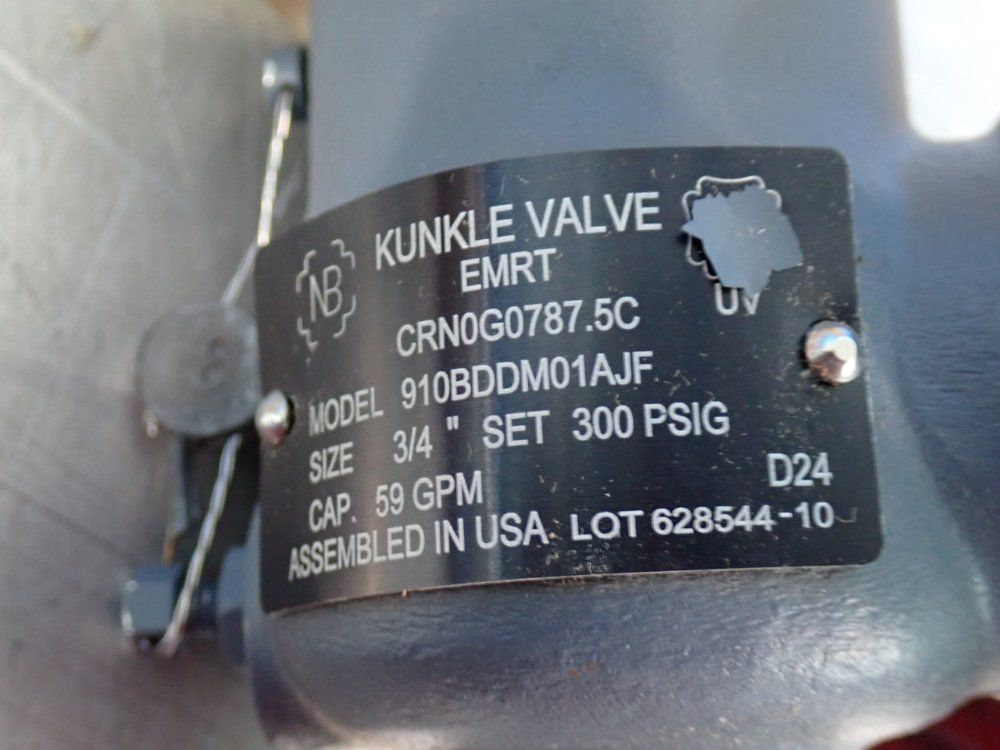 NB
KUNKLE VALVE
EMRT
UV
CRN0G0787.5C
MODEL 910BDDM01AJF
SIZE 3/4 " SET 300 PSIG
CAP. 59 GPM D24
ASSEMBLED IN USA. LOT 628544-10